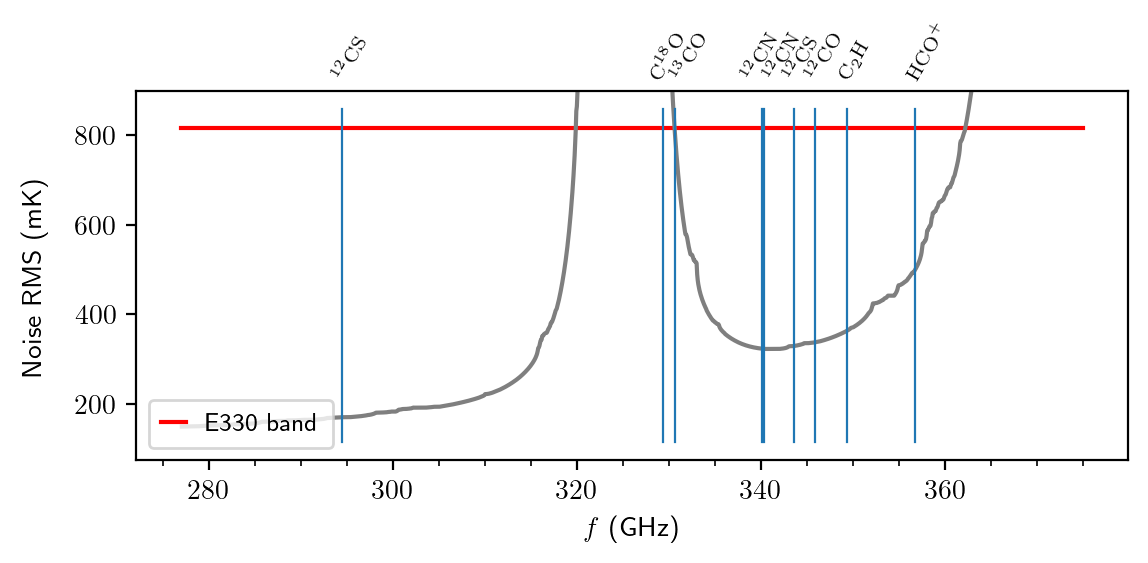 ¹²CS
C¹⁸O
¹³CO
¹²CN
¹²CN
¹²CS
¹²CO
C₂H
HCO⁺
800
600
400
200
Noise RMS (mK)
E330 band
280
300
320
340
360
f (GHz)